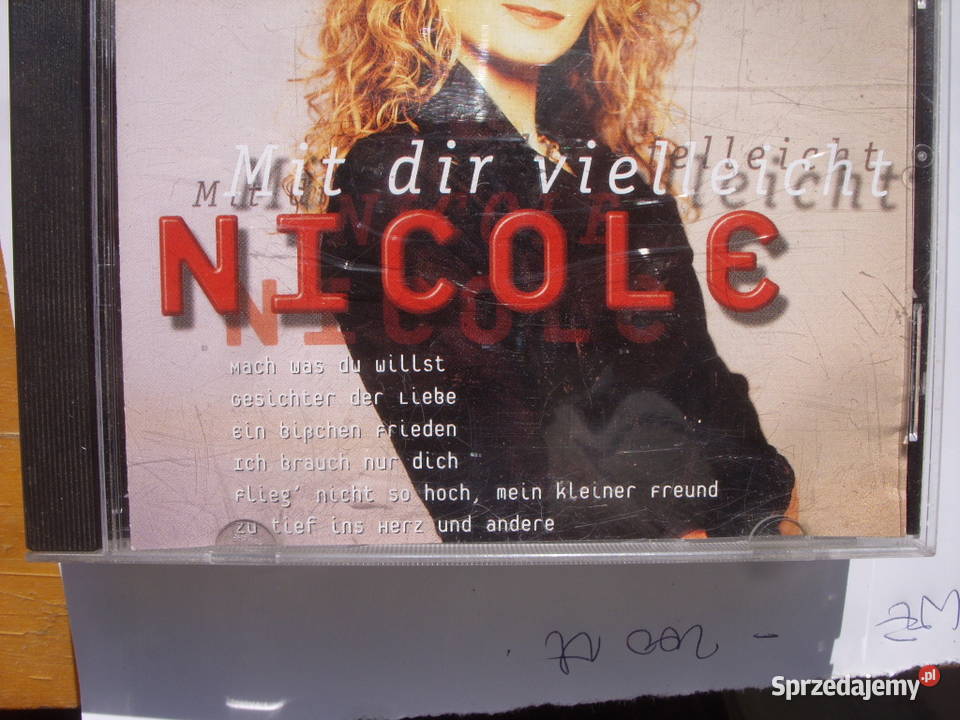 Mit dir vielleicht
NICOLE
Mach was du willst
Gesichter der Liebe
Ein bißchen Frieden
Ich brauch nur dich
Flieg' nicht so hoch, mein kleiner Freund
Zu tief ins Herz und andere
Sprzedajemy.pl